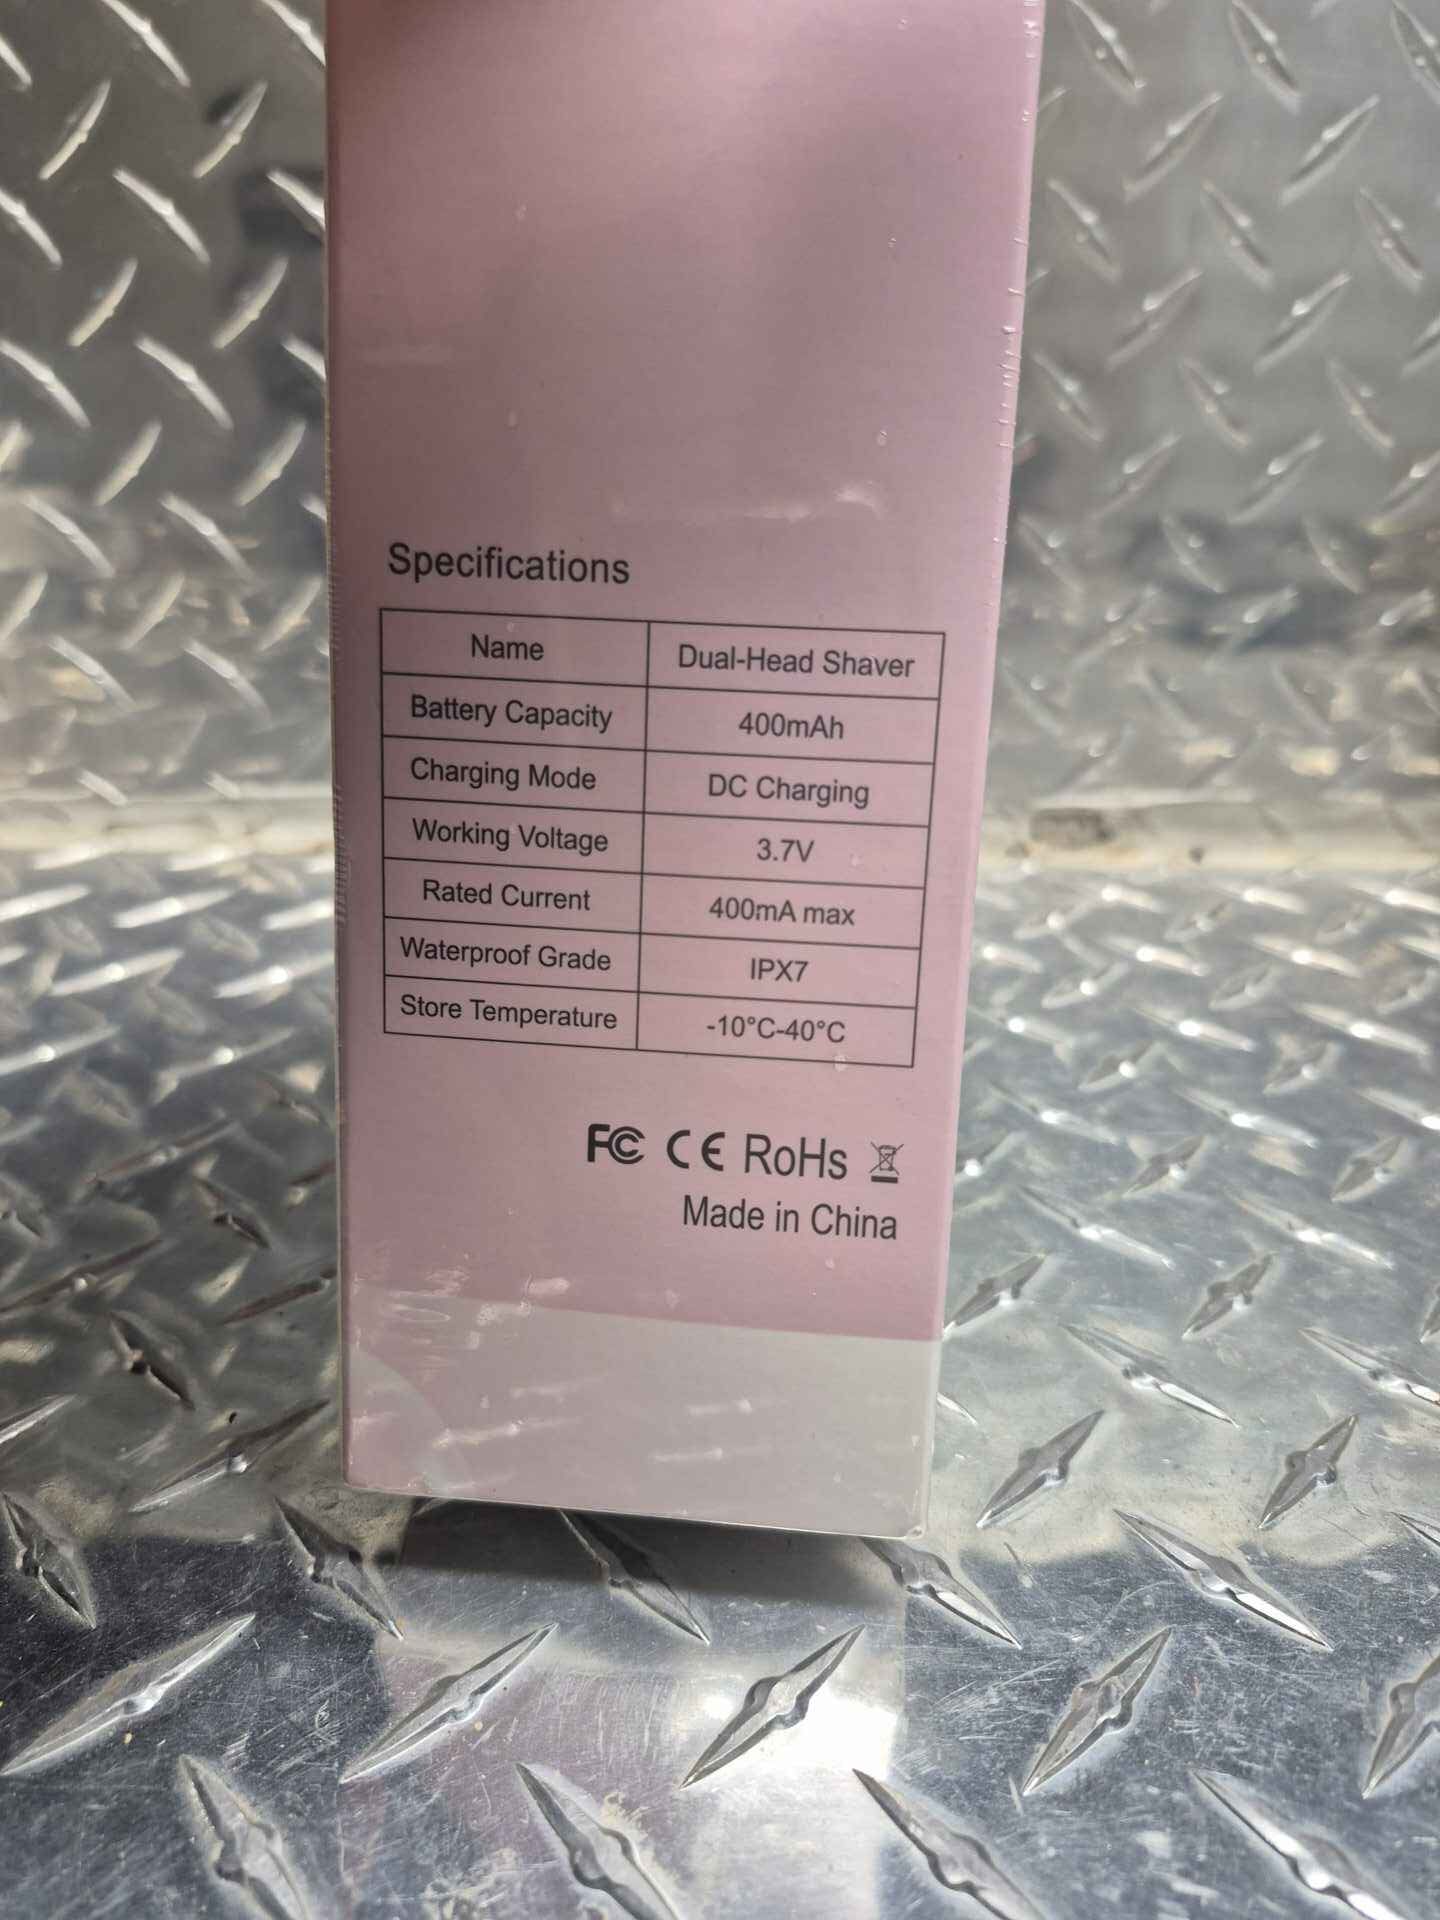 Specifications
Name Dual-Head Shaver
Battery Capacity 400mAh
Charging Mode DC Charging
Working Voltage 3.7V
Rated Current 400mA max
Waterproof Grade IPX7
Store Temperature -10°C-40°C
FC CE RoHs
Made in China